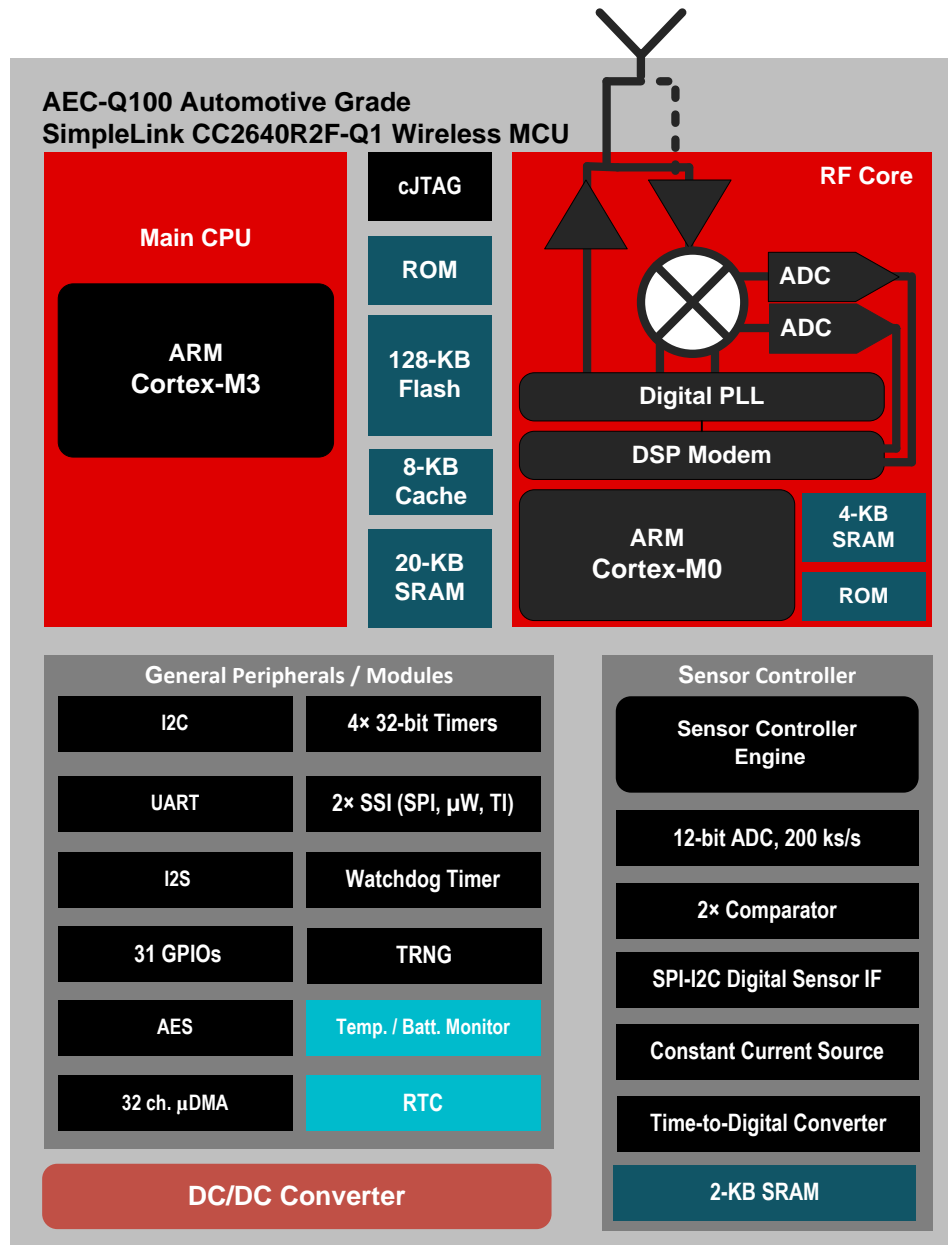 AEC-Q100 Automotive Grade
SimpleLink CC2640R2F-Q1 Wireless MCU
Main CPU
ARM
Cortex-M3
cJTAG
ROM
128-KB
Flash
8-KB
Cache
20-KB
SRAM
RF Core
ADC
ADC
Digital PLL
DSP Modem
ARM
Cortex-M0
4-KB
SRAM
ROM
General Peripherals / Modules
I2C
4× 32-bit Timers
UART
2× SSI (SPI, µW, TI)
I2S
Watchdog Timer
31 GPIOs
TRNG
AES
Temp. / Batt. Monitor
32 ch. µDMA
RTC
Sensor Controller
Sensor Controller
Engine
12-bit ADC, 200 ks/s
2× Comparator
SPI-I2C Digital Sensor IF
Constant Current Source
Time-to-Digital Converter
2-KB SRAM
DC/DC Converter